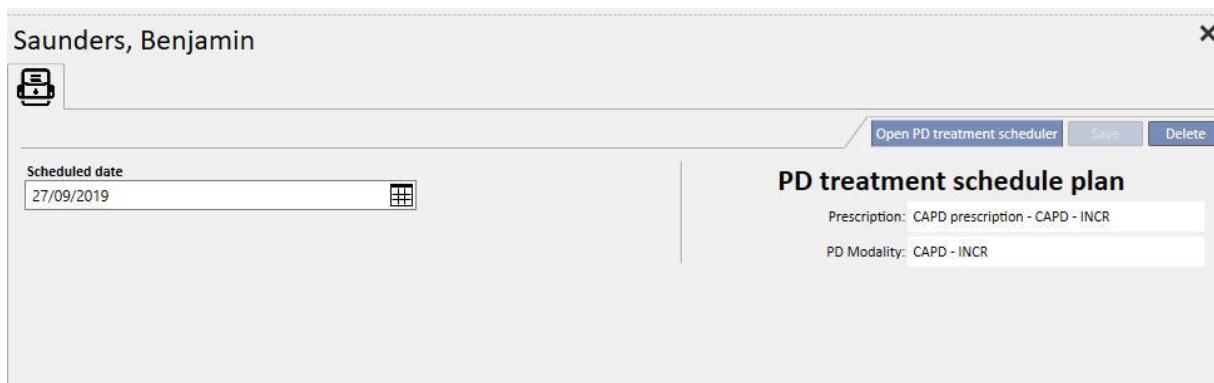 Saunders, Benjamin
Open PD treatment scheduler
Save
Delete
Scheduled date
27/09/2019
PD treatment schedule plan
Prescription: CAPD prescription - CAPD - INCR
PD Modality: CAPD - INCR